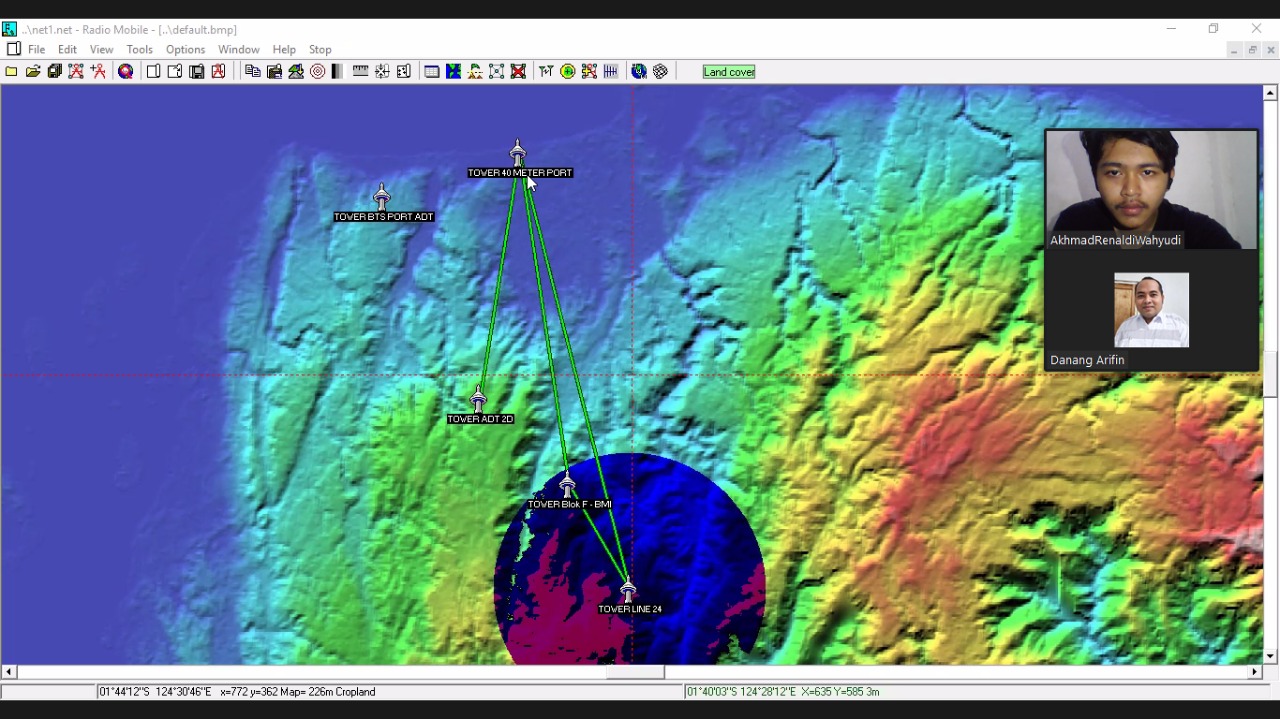 ..\net1.net - Radio Mobile - [..\default.bmp]
File Edit View Tools Options Window Help Stop
Land cover
TOWER 40 METER PORT
TOWER BTS PORT ADT
AkhmadRenaldiWahyudi
Danang Arifin
TOWER ADT 2D
TOWER Blok F - BMI
TOWER LINE 24
01°44'12''S 124°30'46''E x=772 y=362 Map= 226m Cropland
01°40'03''S 124°28'12''E X=635 Y=585 3m